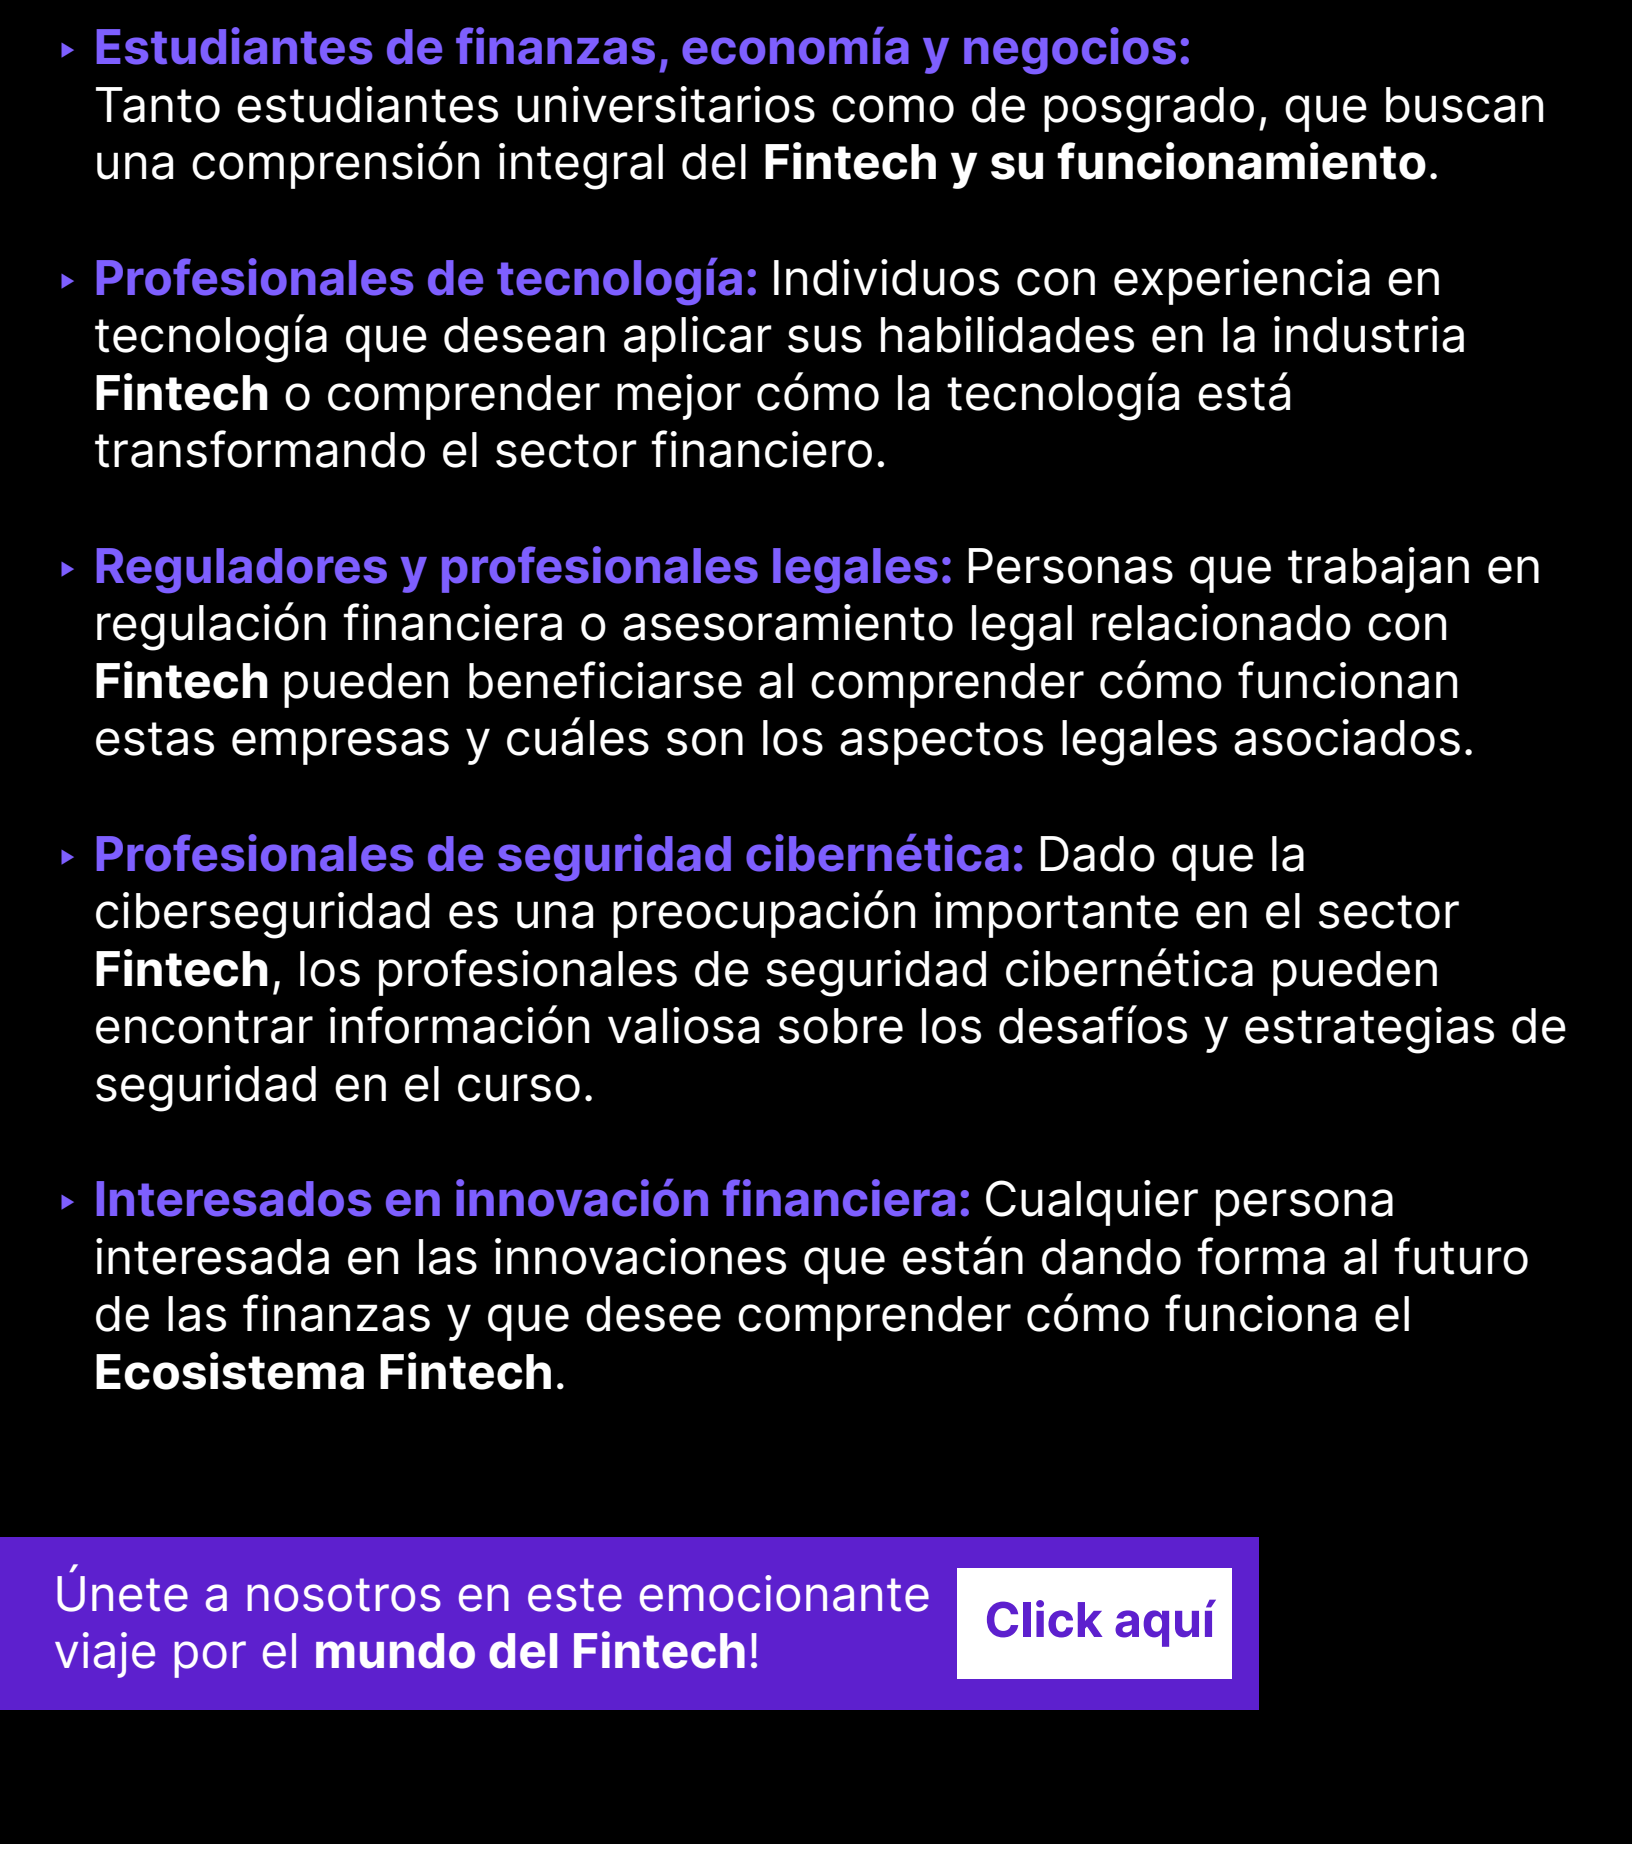 ‣ Estudiantes de finanzas, economía y negocios:
Tanto estudiantes universitarios como de posgrado, que buscan
una comprensión integral del Fintech y su funcionamiento.
‣ Profesionales de tecnología: Individuos con experiencia en
tecnología que desean aplicar sus habilidades en la industria
Fintech o comprender mejor cómo la tecnología está
transformando el sector financiero.
‣ Reguladores y profesionales legales: Personas que trabajan en
regulación financiera o asesoramiento legal relacionado con
Fintech pueden beneficiarse al comprender cómo funcionan
estas empresas y cuáles son los aspectos legales asociados.
‣ Profesionales de seguridad cibernética: Dado que la
ciberseguridad es una preocupación importante en el sector
Fintech, los profesionales de seguridad cibernética pueden
encontrar información valiosa sobre los desafíos y estrategias de
seguridad en el curso.
‣ Interesados en innovación financiera: Cualquier persona
interesada en las innovaciones que están dando forma al futuro
de las finanzas y que desee comprender cómo funciona el
Ecosistema Fintech.
Únete a nosotros en este emocionante
viaje por el mundo del Fintech!
Click aquí